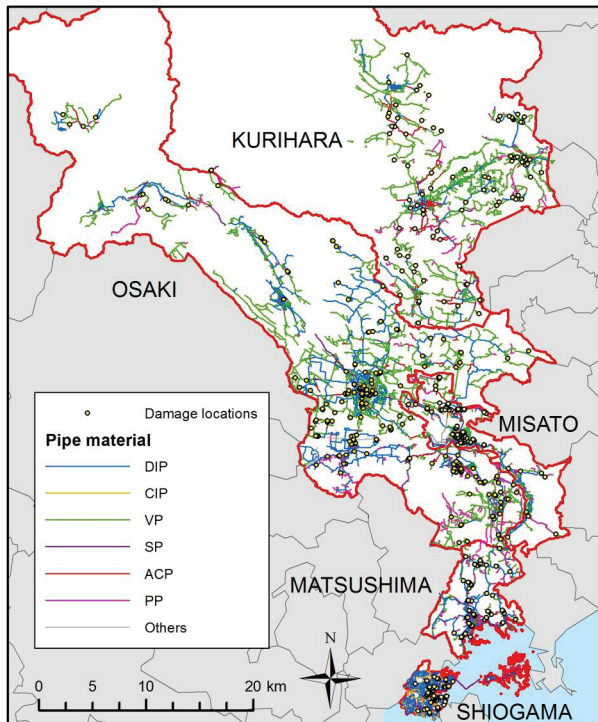 KURIHARA
OSAKI
MISATO
Damage locations
Pipe material
DIP
CIP
VP
SP
ACP
PP
Others
MATSUSHIMA
N
0 5 10 20 km
SHIOGAMA